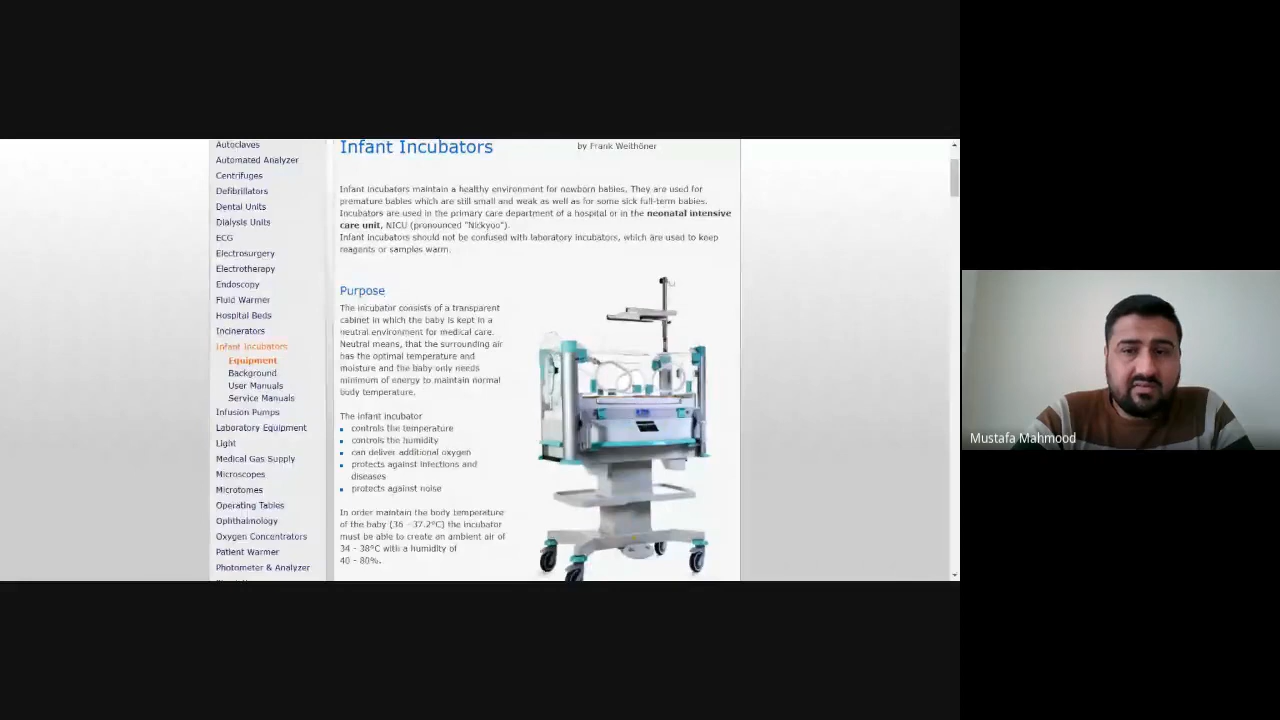 Autoclaves
Automated Analyzer
Centrifuges
Defibrillators
Dental Units
Dialysis Units
ECG
Electrosurgery
Electrotherapy
Endoscopy
Fluid Warmer
Hospital Beds
Incinerators
Infant Incubators
Equipment
Background
User Manuals
Service Manuals
Infusion Pumps
Laboratory Equipment
Light
Medical Gas Supply
Microscopes
Microtomes
Operating Tables
Ophthalmology
Oxygen Concentrators
Patient Warmer
Photometer & Analyzer
Infant Incubators
by Frank Weithöner
Infant incubators maintain a healthy environment for newborn babies. They are used for
premature babies which are still small and weak as well as for some sick full-term babies.
Incubators are used in the primary care department of a hospital or in the neonatal intensive
care unit, NICU (pronounced "Nickyoo").
Infant incubators should not be confused with laboratory incubators, which are used to keep
reagents or samples warm.
Purpose
The incubator consists of a transparent
cabinet in which the baby is kept in a
neutral environment for medical care.
Neutral means, that the surrounding air
has the optimal temperature and
moisture and the baby only needs
minimum of energy to maintain normal
body temperature.
The infant incubator
controls the temperature
controls the humidity
can deliver additional oxygen
protects against infections and
diseases
protects against noise
In order maintain the body temperature
of the baby (36 - 37.2°C) the incubator
must be able to create an ambient air of
34 - 38°C with a humidity of
40 - 80%.
Mustafa Mahmood